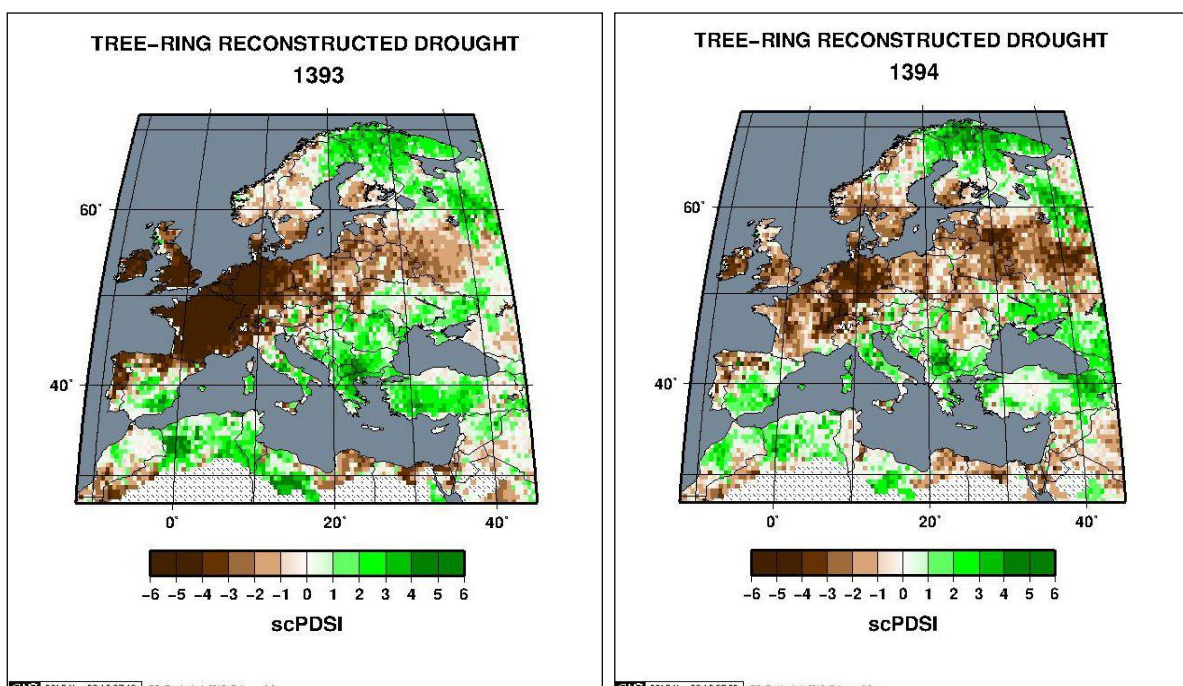 TREE-RING RECONSTRUCTED DROUGHT
1393
60°
40°
0° 20° 40°
-6 -5 -4 -3 -2 -1 0 1 2 3 4 5 6
scPDSI
TREE-RING RECONSTRUCTED DROUGHT
1394
60°
40°
0° 20° 40°
-6 -5 -4 -3 -2 -1 0 1 2 3 4 5 6
scPDSI